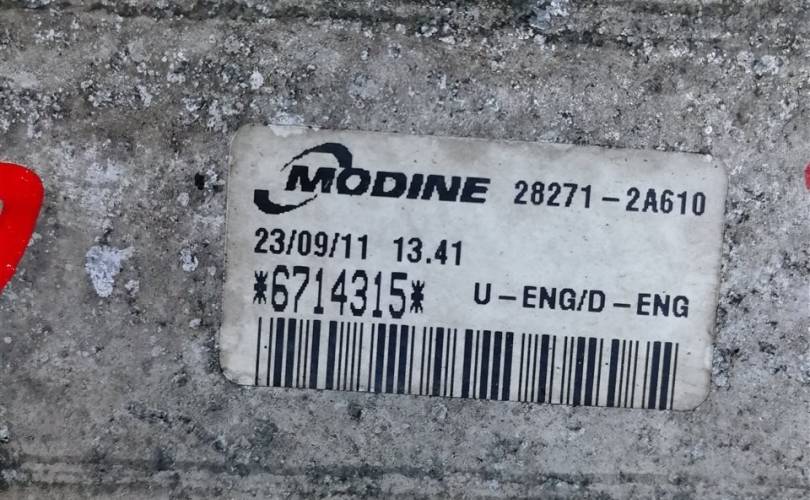 MODINE 28271-2A610
23/09/11 13.41
*6714315* U-ENG/D-ENG